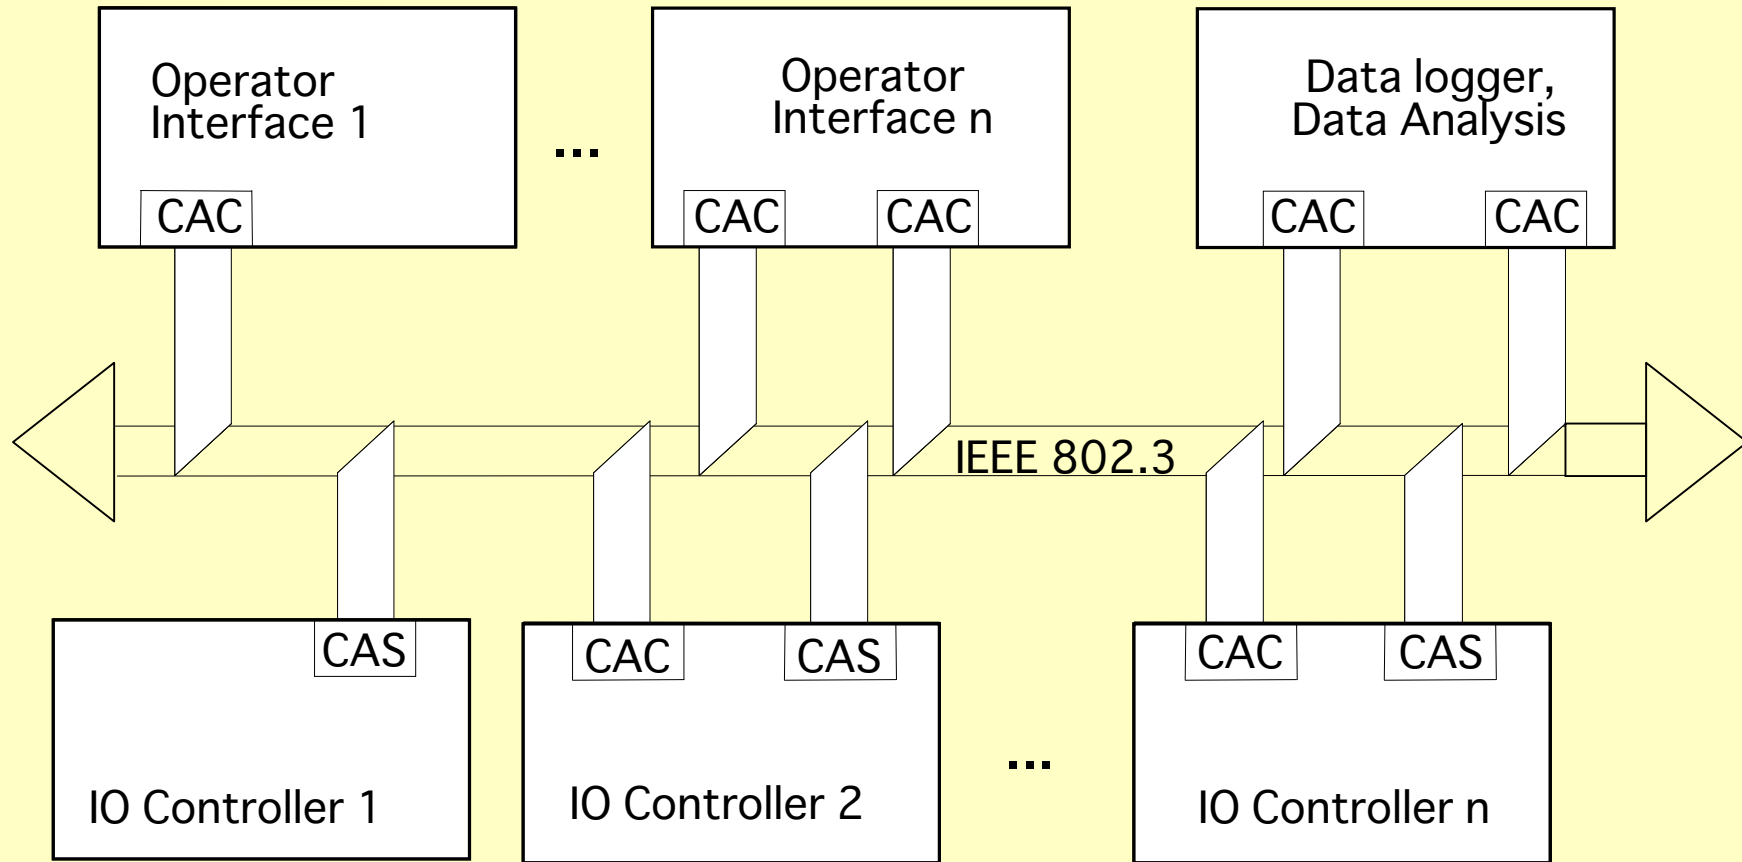 Operator
Interface 1
CAC
...
Operator
Interface n
CAC CAC
Data logger,
Data Analysis
CAC CAC
IEEE 802.3
CAS
IO Controller 1
CAC CAS
IO Controller 2
...
CAC CAS
IO Controller n